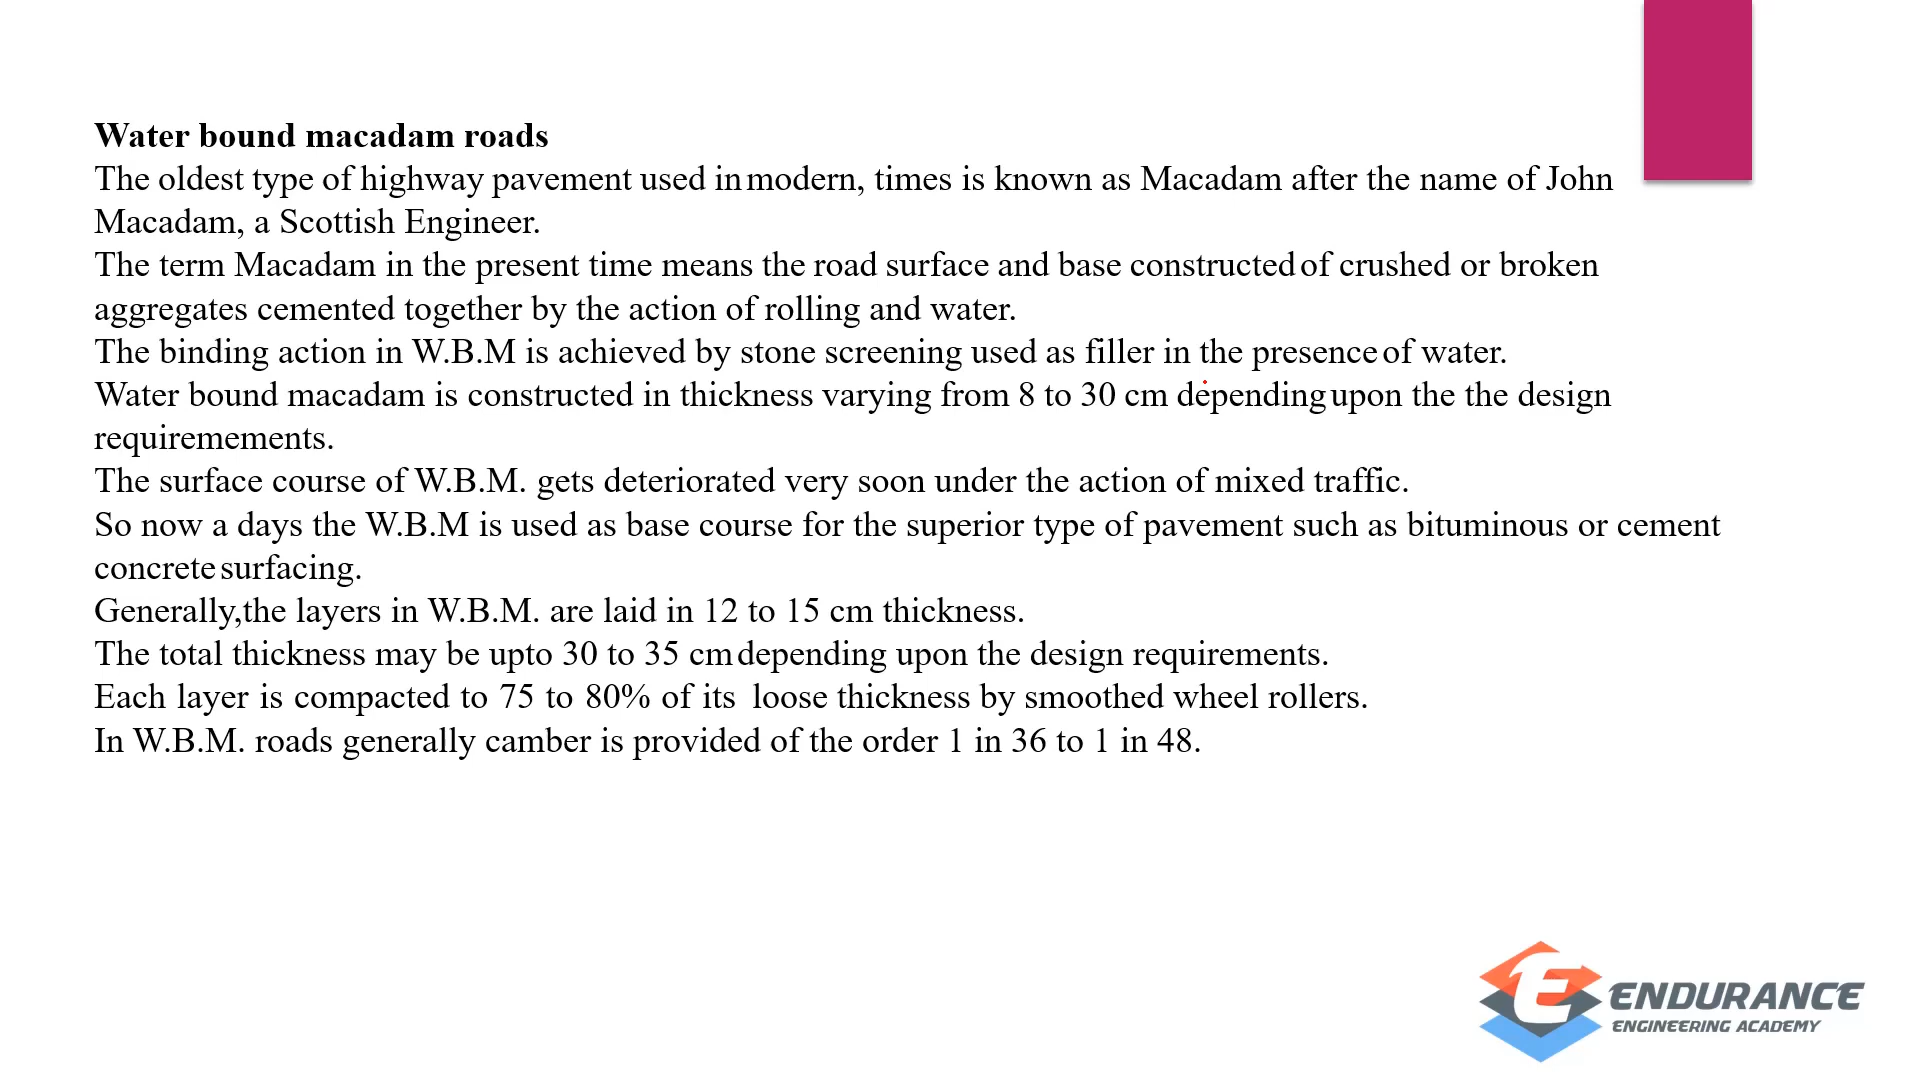 Water bound macadam roads
The oldest type of highway pavement used in modern, times is known as Macadam after the name of John
Macadam, a Scottish Engineer.
The term Macadam in the present time means the road surface and base constructed of crushed or broken
aggregates cemented together by the action of rolling and water.
The binding action in W.B.M is achieved by stone screening used as filler in the presence of water.
Water bound macadam is constructed in thickness varying from 8 to 30 cm depending upon the the design
requiremements.
The surface course of W.B.M. gets deteriorated very soon under the action of mixed traffic.
So now a days the W.B.M is used as base course for the superior type of pavement such as bituminous or cement
concrete surfacing.
Generally,the layers in W.B.M. are laid in 12 to 15 cm thickness.
The total thickness may be upto 30 to 35 cm depending upon the design requirements.
Each layer is compacted to 75 to 80% of its loose thickness by smoothed wheel rollers.
In W.B.M. roads generally camber is provided of the order 1 in 36 to 1 in 48.
ENDURANCE
ENGINEERING ACADEMY